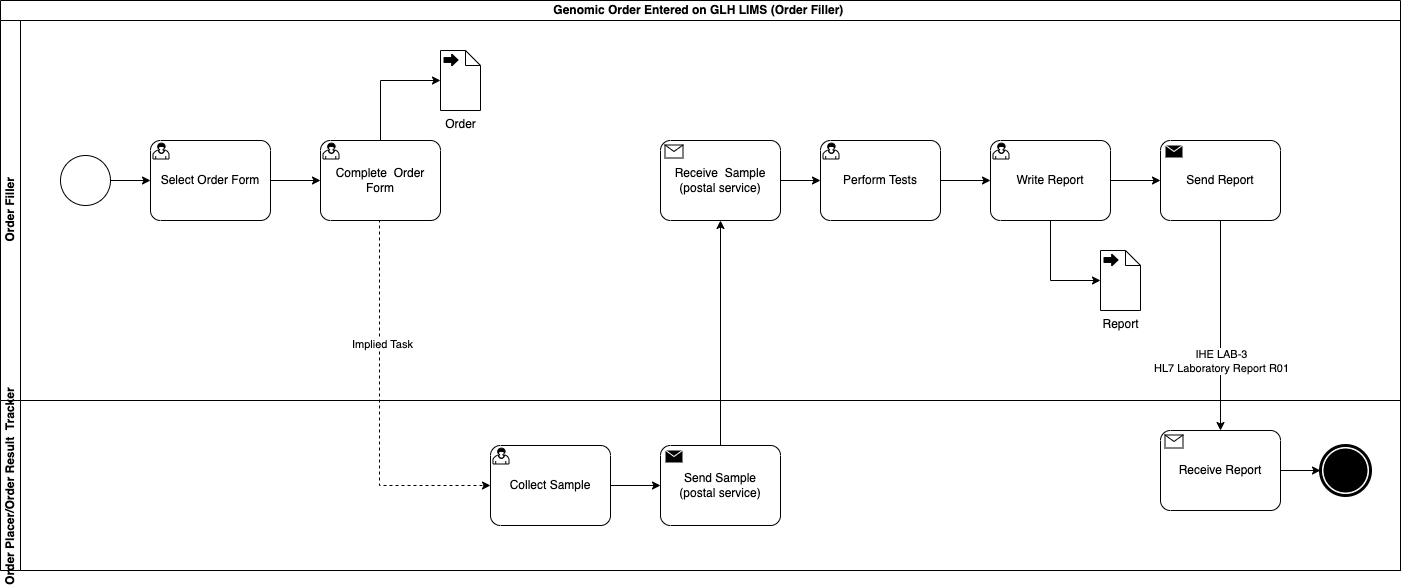 Genomic Order Entered on GLH LIMS (Order Filler)
Order Filler
Order
Select Order Form
Complete Order
Form
Receive Sample
(postal service)
Perform Tests
Write Report
Send Report
Report
Implied Task
IHE LAB-3
HL7 Laboratory Report R01
Order Placer/Order Result Tracker
Collect Sample
Send Sample
(postal service)
Receive Report